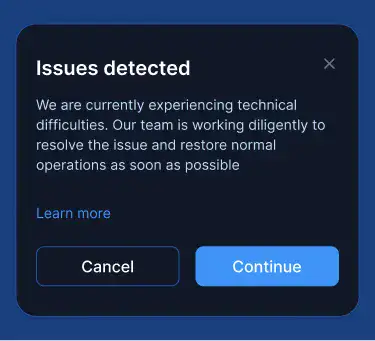 Issues detected
We are currently experiencing technical
difficulties. Our team is working diligently to
resolve the issue and restore normal
operations as soon as possible
Learn more
Cancel
Continue